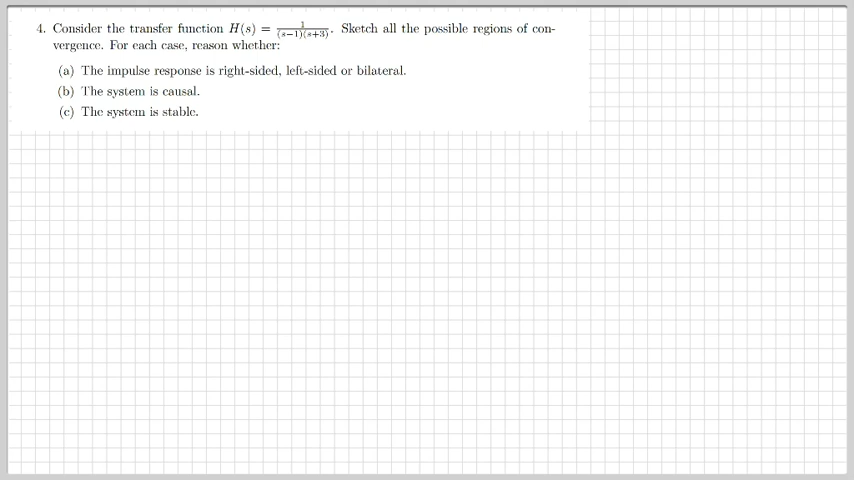 4. Consider the transfer function H(s) = 1/((s−1)(s+3)). Sketch all the possible regions of con-
vergence. For each case, reason whether:
(a) The impulse response is right-sided, left-sided or bilateral.
(b) The system is causal.
(c) The system is stable.